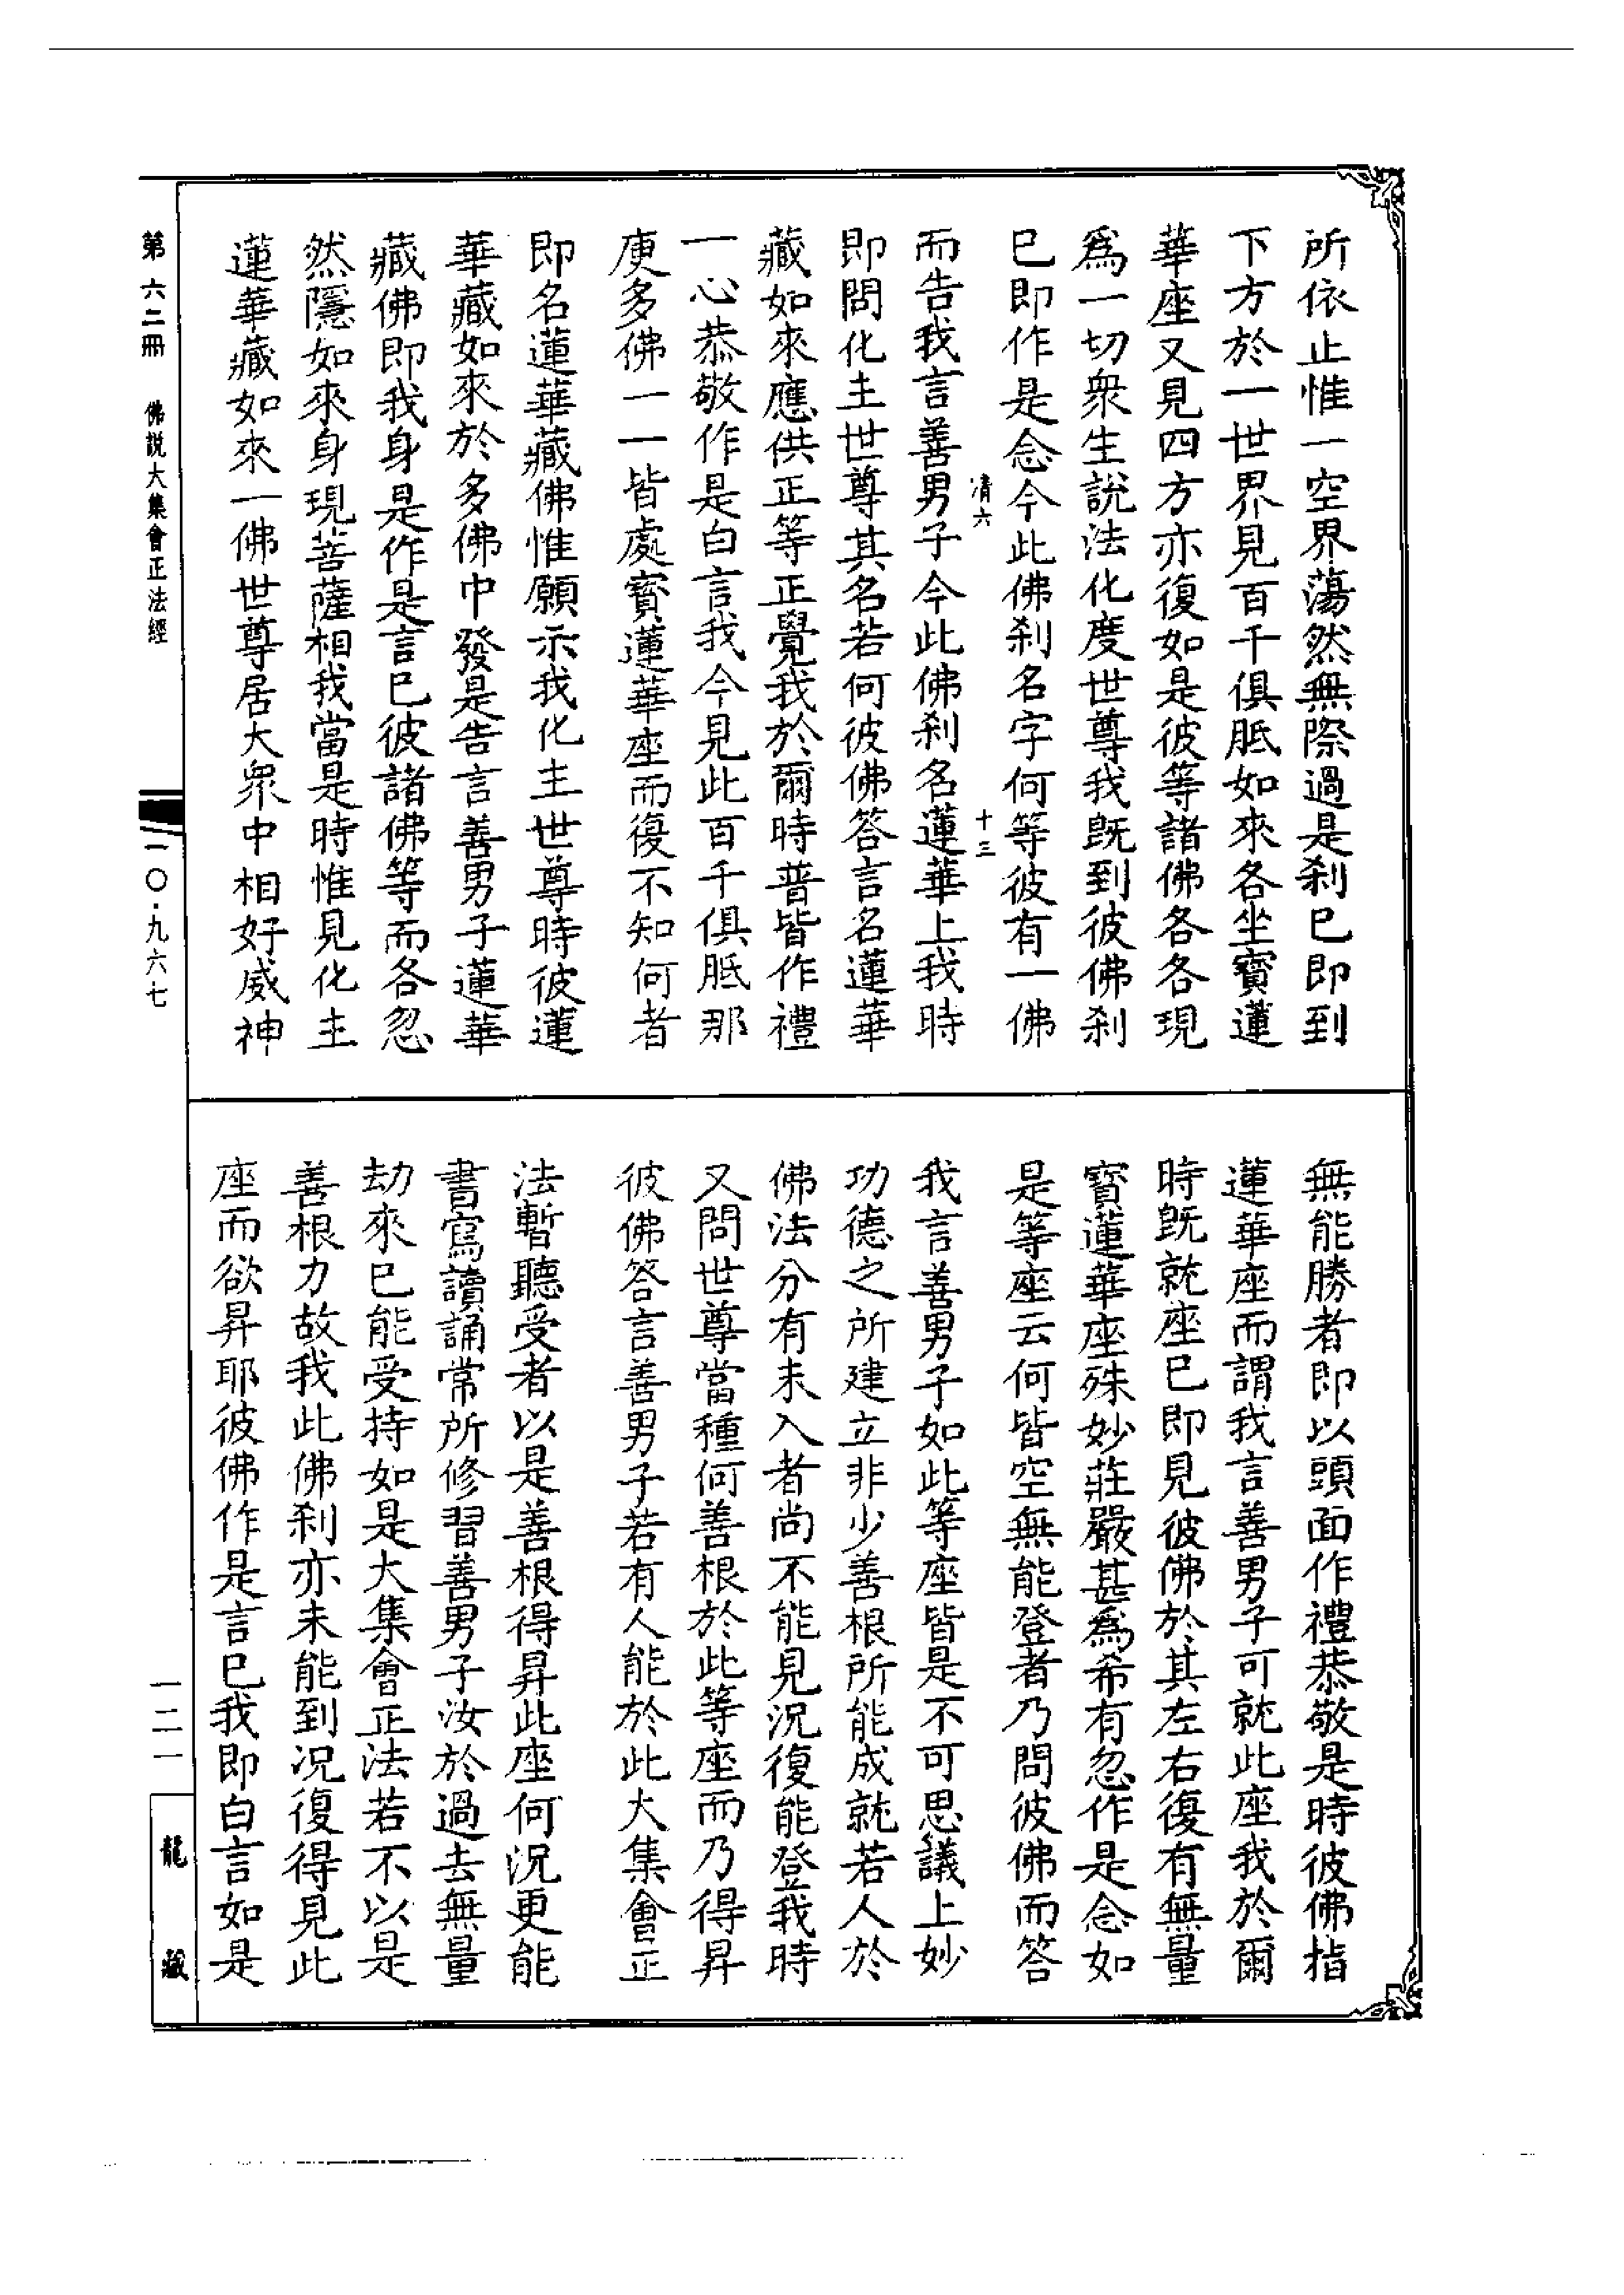 所依止惟一空界蕩然無際過是刹已即到
下方於一世界見百千俱胝如來各各坐寶蓮
華座又見四方亦復如是彼等諸佛各各現
爲一切衆生說法化度世尊我旣到彼佛刹
已即作是念今此佛刹名字何等彼有一佛
清六
十三
而告我言善男子今此佛刹名蓮華上我時
即問化主世尊其名若何彼佛答言名蓮華
藏如來應供正等正覺我於爾時普皆作禮
一心恭敬作是白言我今見此百千俱胝那
庾多佛一一皆處寶蓮華座而復不知何者
即名蓮華藏佛惟願示我化主世尊時彼蓮
華藏如來於多佛中發是告言善男子蓮華
藏佛即我身是作是言已彼諸佛等而各忽
然隱如來身現菩薩相我當是時惟見化主
蓮華藏如來一佛世尊居大衆中相好威神
無能勝者即以頭面作禮恭敬是時彼佛指
蓮華座而謂我言善男子可就此座我於爾
時旣就座已即見彼佛於其左右復有無量
寶蓮華座殊妙莊嚴甚爲希有忽作是念如
是等座云何皆空無能登者乃問彼佛而答
我言善男子如此等座皆是不可思議上妙
功德之所建立非少善根所能成就若人於
佛法分有未入者尚不能見況復能登我時
又問世尊當種何善根於此等座而乃得昇
彼佛答言善男子若有人能於此大集會正
法暫聽受者以是善根得昇此座何況更能
書寫讀誦常所修習善男子汝於過去無量
劫來已能受持如是大集會正法若不以是
善根力故我此佛刹亦未能到況復得見此
座而欲昇耶彼佛作是言已我即白言如是
第六二冊 佛説大集會正法經
一〇·九六七
一二一
龍藏